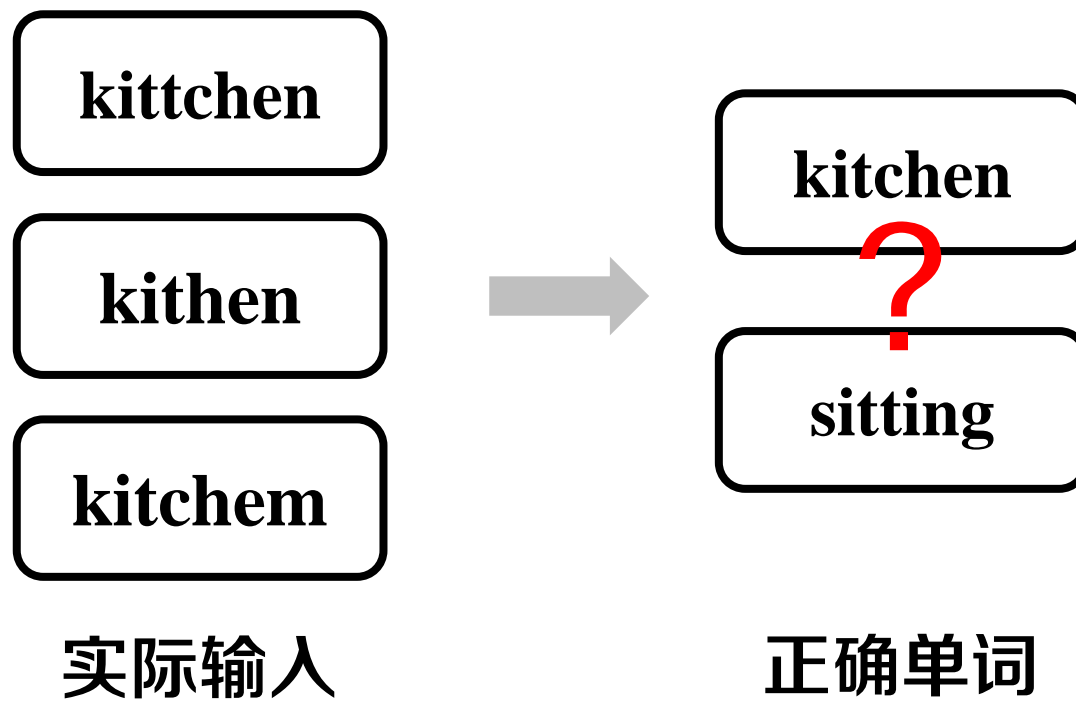 kittchen
kithen
kitchem
实际输入
kitchen
?
sitting
正确单词